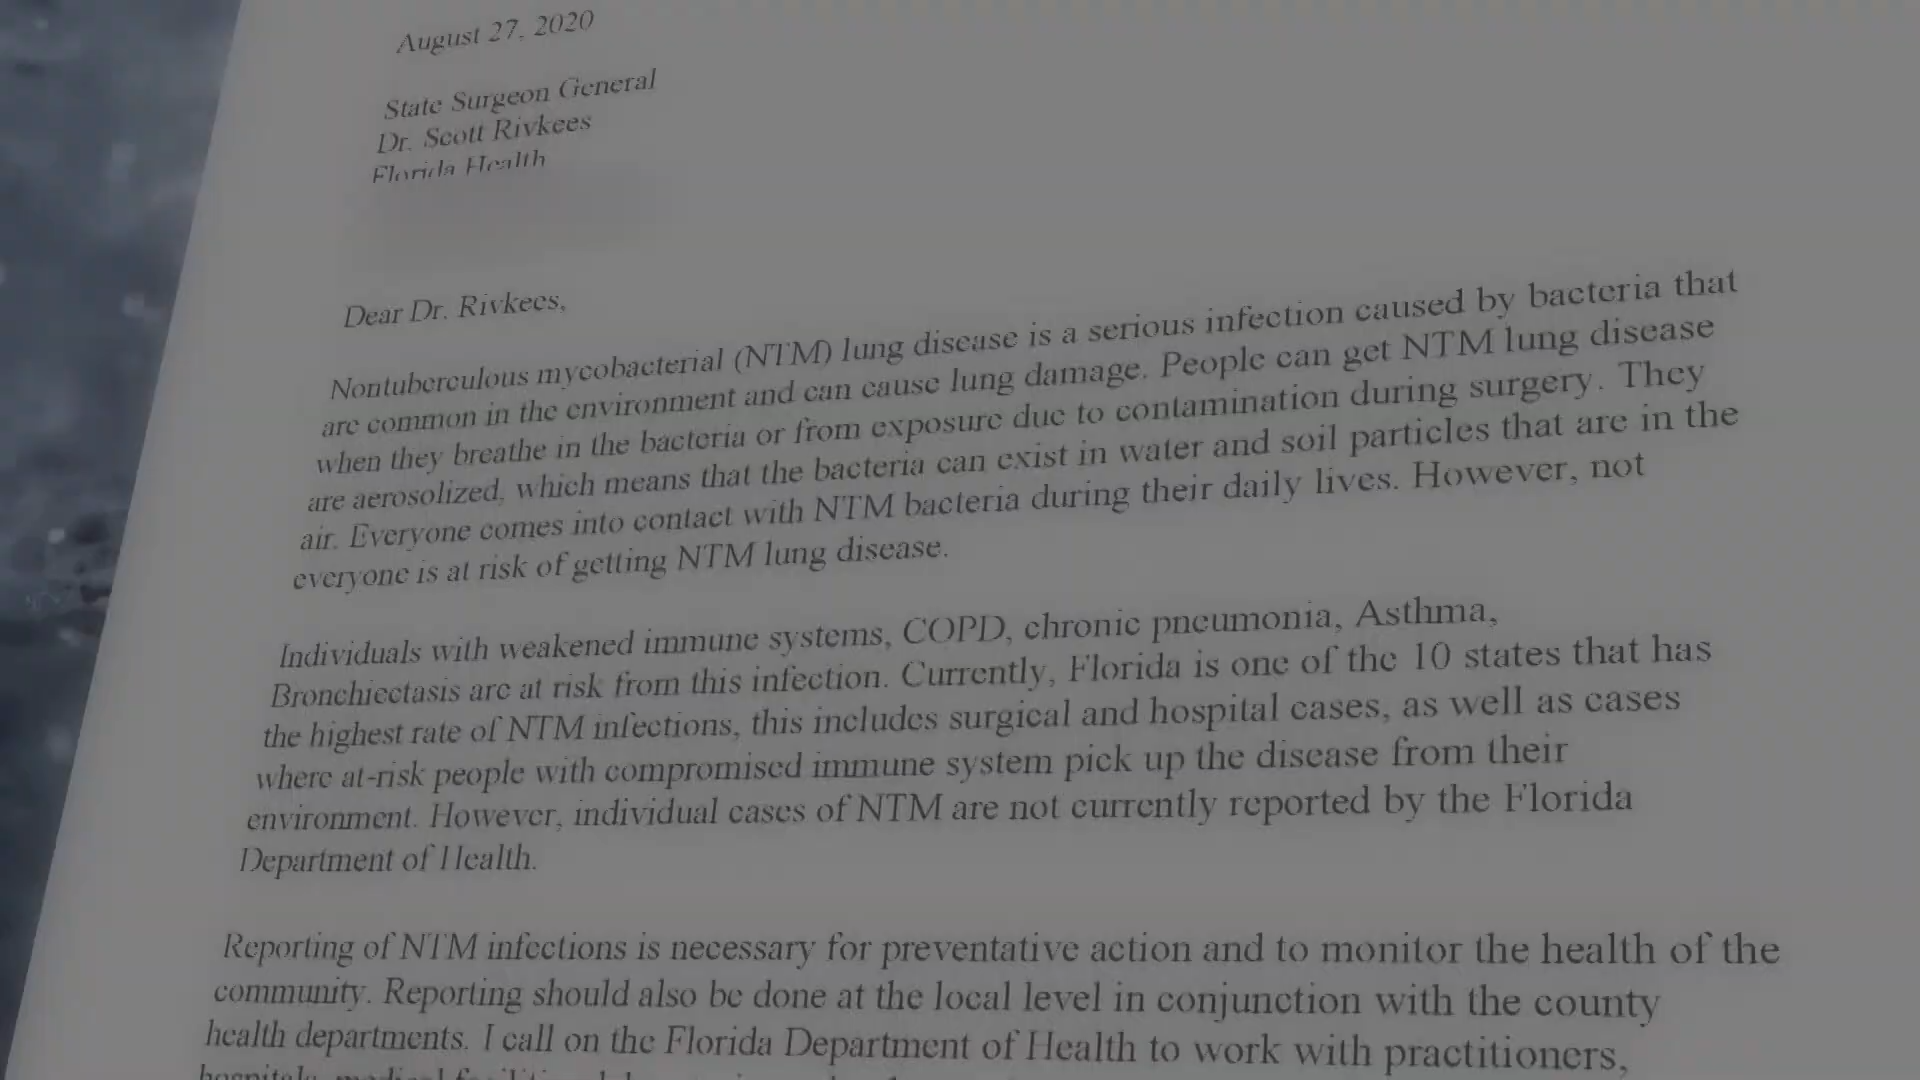 August 27, 2020
State Surgeon General
Dr. Scott Rivkees
Florida Health
Dear Dr. Rivkees,
Nontuberculous mycobacterial (NTM) lung disease is a serious infection caused by bacteria that
are common in the environment and can cause lung damage. People can get NTM lung disease
when they breathe in the bacteria or from exposure due to contamination during surgery. They
are aerosolized, which means that the bacteria can exist in water and soil particles that are in the
air. Everyone comes into contact with NTM bacteria during their daily lives. However, not
everyone is at risk of getting NTM lung disease.
Individuals with weakened immune systems, COPD, chronic pneumonia, Asthma,
Bronchiectasis are at risk from this infection. Currently, Florida is one of the 10 states that has
the highest rate of NTM infections, this includes surgical and hospital cases, as well as cases
where at-risk people with compromised immune system pick up the disease from their
environment. However, individual cases of NTM are not currently reported by the Florida
Department of Health.
Reporting of NTM infections is necessary for preventative action and to monitor the health of the
community. Reporting should also be done at the local level in conjunction with the county
health departments. I call on the Florida Department of Health to work with practitioners,
hospitals, medical